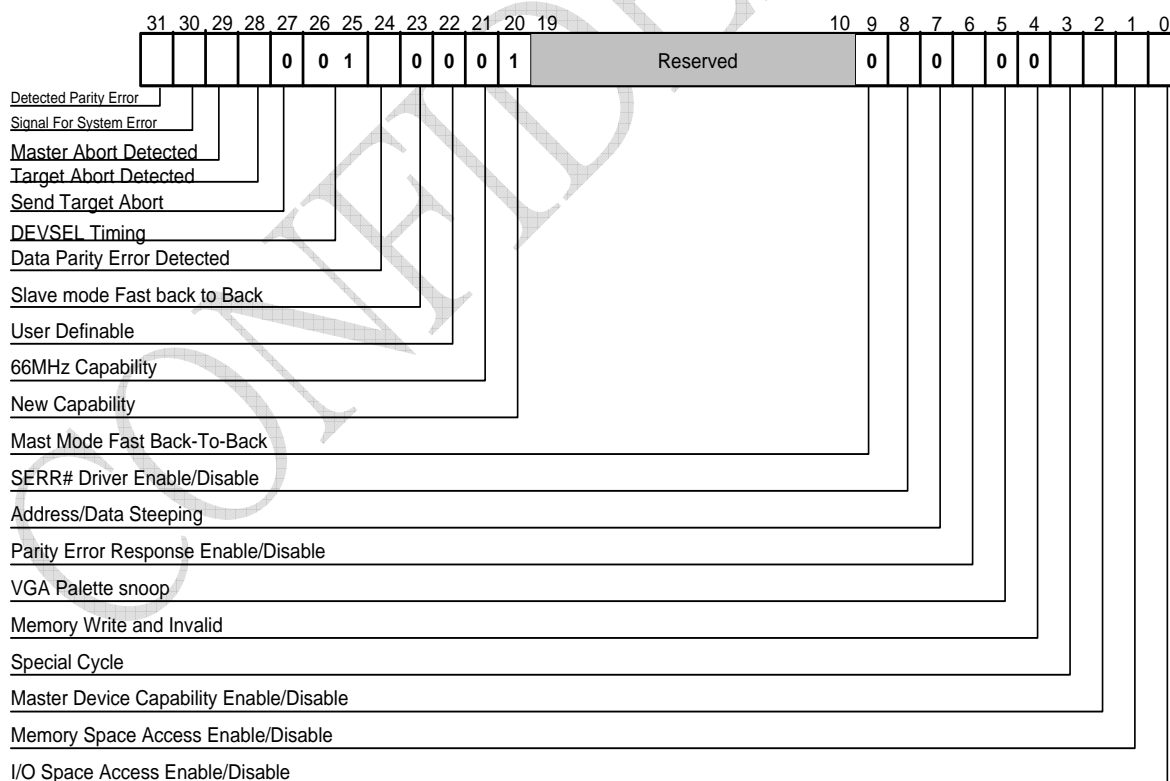 31 30 29 28 27 26 25 24 23 22 21 20 19 10 9 8 7 6 5 4 3 2 1 0
0 0 1 0 0 0 1 Reserved 0 0 0 0
Detected Parity Error
Signal For System Error
Master Abort Detected
Target Abort Detected
Send Target Abort
DEVSEL Timing
Data Parity Error Detected
Slave mode Fast back to Back
User Definable
66MHz Capability
New Capability
Mast Mode Fast Back-To-Back
SERR# Driver Enable/Disable
Address/Data Steeping
Parity Error Response Enable/Disable
VGA Palette snoop
Memory Write and Invalid
Special Cycle
Master Device Capability Enable/Disable
Memory Space Access Enable/Disable
I/O Space Access Enable/Disable
CONFIDE